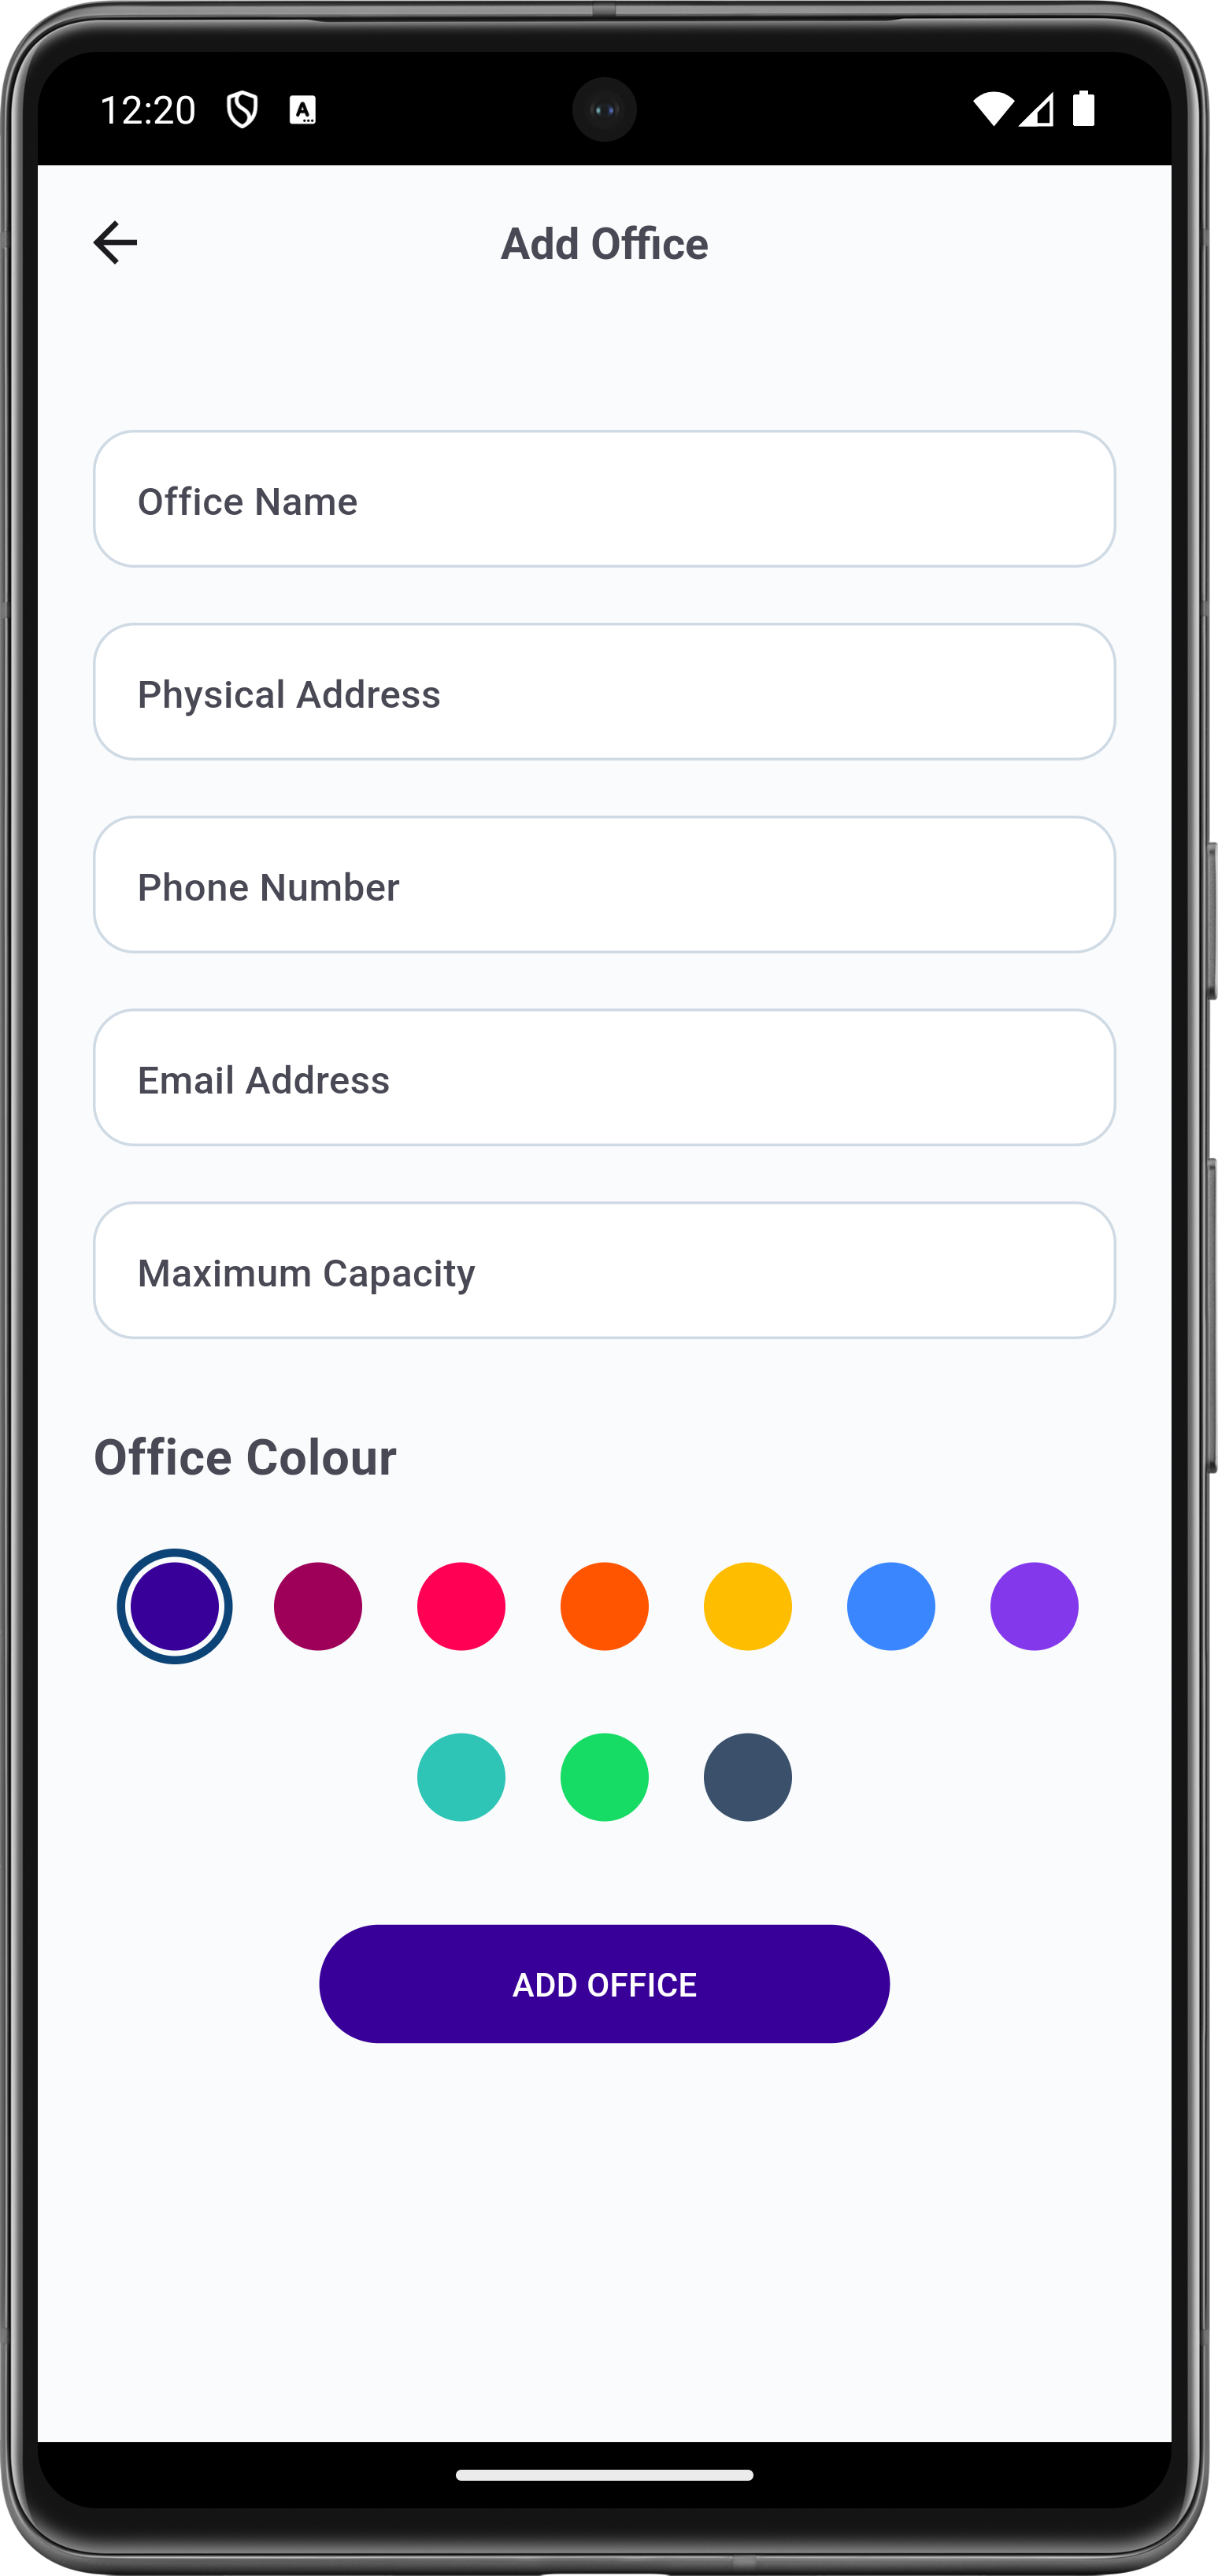 12:20
Add Office
Office Name
Physical Address
Phone Number
Email Address
Maximum Capacity
Office Colour
ADD OFFICE